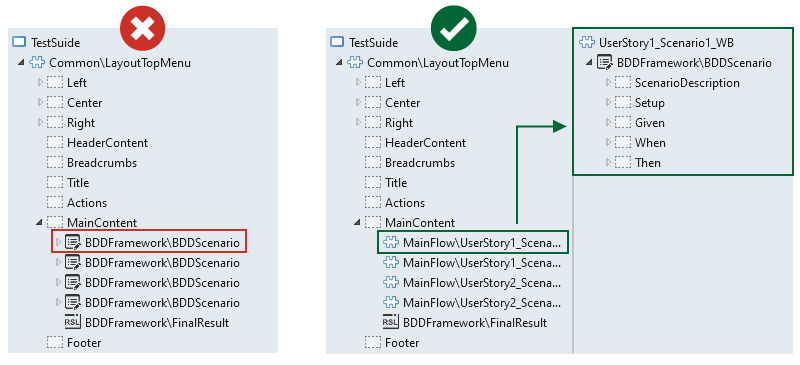 TestSuide
Common\LayoutTopMenu
Left
Center
Right
HeaderContent
Breadcrumbs
Title
Actions
MainContent
BDDFramework\BDDScenario
BDDFramework\BDDScenario
BDDFramework\BDDScenario
BDDFramework\BDDScenario
RSL BDDFramework\FinalResult
Footer
TestSuide
Common\LayoutTopMenu
Left
Center
Right
HeaderContent
Breadcrumbs
Title
Actions
MainContent
MainFlow\UserStory1_Scena...
MainFlow\UserStory1_Scena...
MainFlow\UserStory2_Scena...
MainFlow\UserStory2_Scena...
RSL BDDFramework\FinalResult
Footer
UserStory1_Scenario1_WB
BDDFramework\BDDScenario
ScenarioDescription
Setup
Given
When
Then